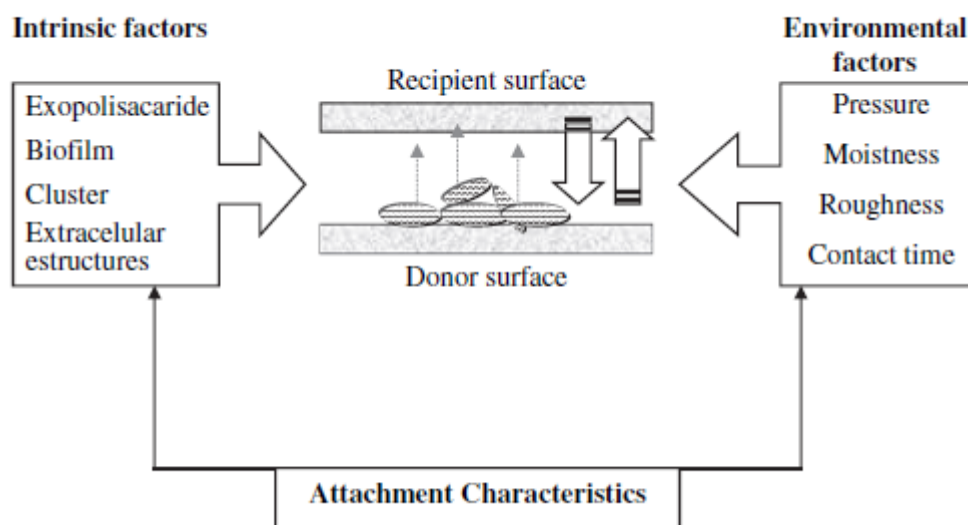 Intrinsic factors
Exopolisacaride
Biofilm
Cluster
Extracelular
estructures
Recipient surface
Donor surface
Environmental
factors
Pressure
Moistness
Roughness
Contact time
Attachment Characteristics